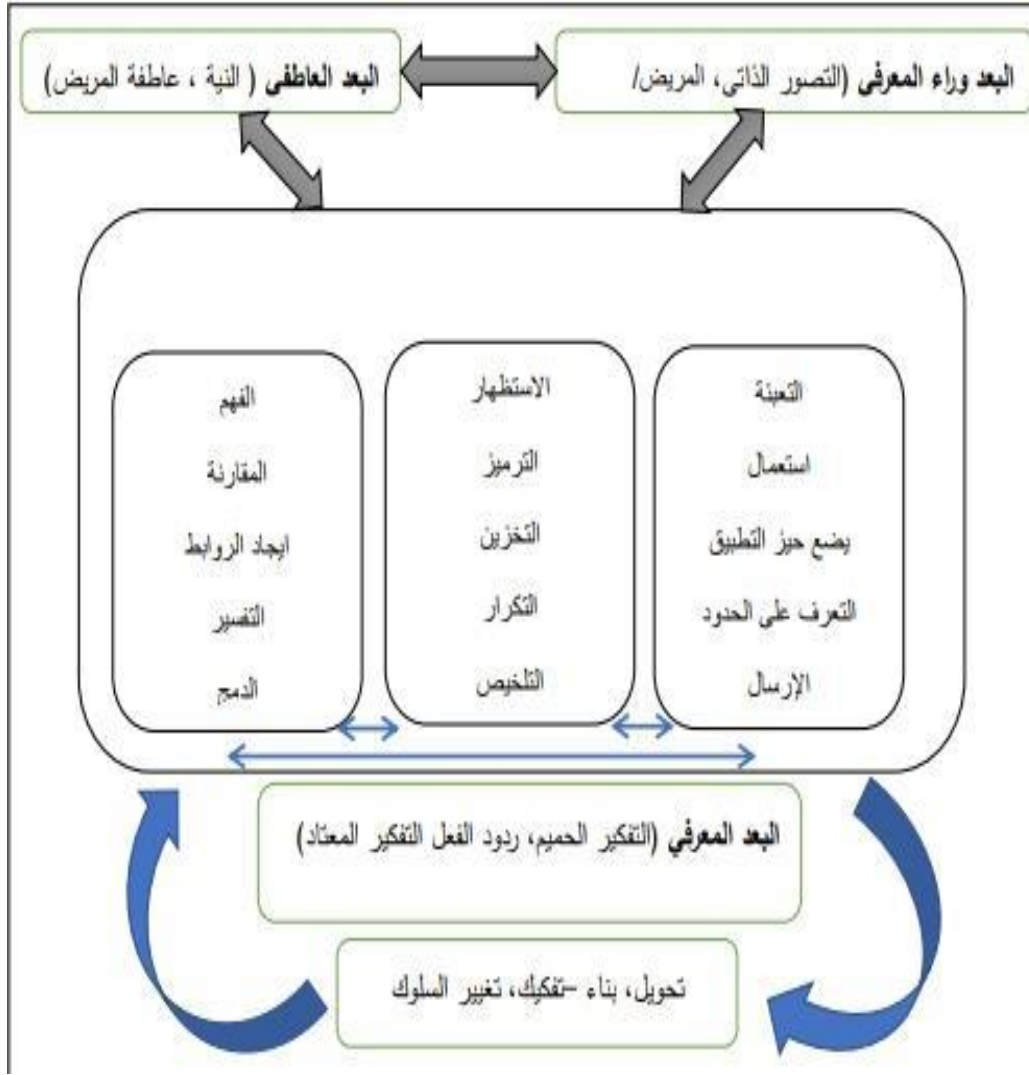 البعد وراء المعرفي (التصور الذاتي، المريض/
البعد العاطفي ( النية ، عاطفة المريض)
التعبئة
استعمال
يضع حيز التطبيق
التعرف على الحدود
الإرسال
الاستظهار
الترميز
التخزين
التكرار
التلخيص
الفهم
المقارنة
ايجاد الروابط
التفسير
الدمج
البعد المعرفي (التفكير الحميم، ردود الفعل التفكير المعتاد)
تحويل، بناء –تفكيك، تغيير السلوك